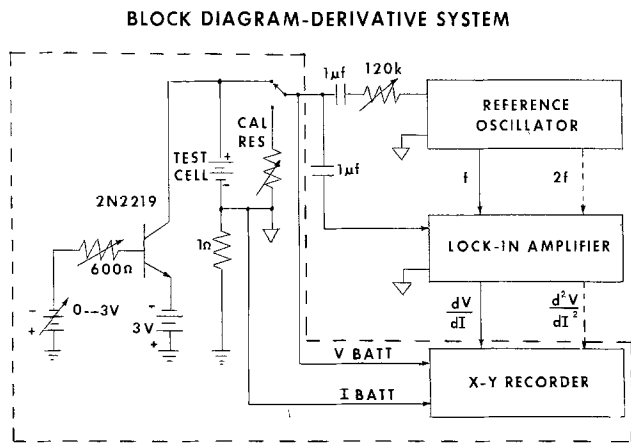 BLOCK DIAGRAM-DERIVATIVE SYSTEM
1μf
120k
REFERENCE
OSCILLATOR
CAL
RES
TEST
CELL
+
-
1μf
f
2f
2N2219
600Ω
1Ω
LOCK-IN AMPLIFIER
-
+
0--3V
3V
-
+
dV
dI
d²V
dI²
V BATT
I BATT
X-Y RECORDER